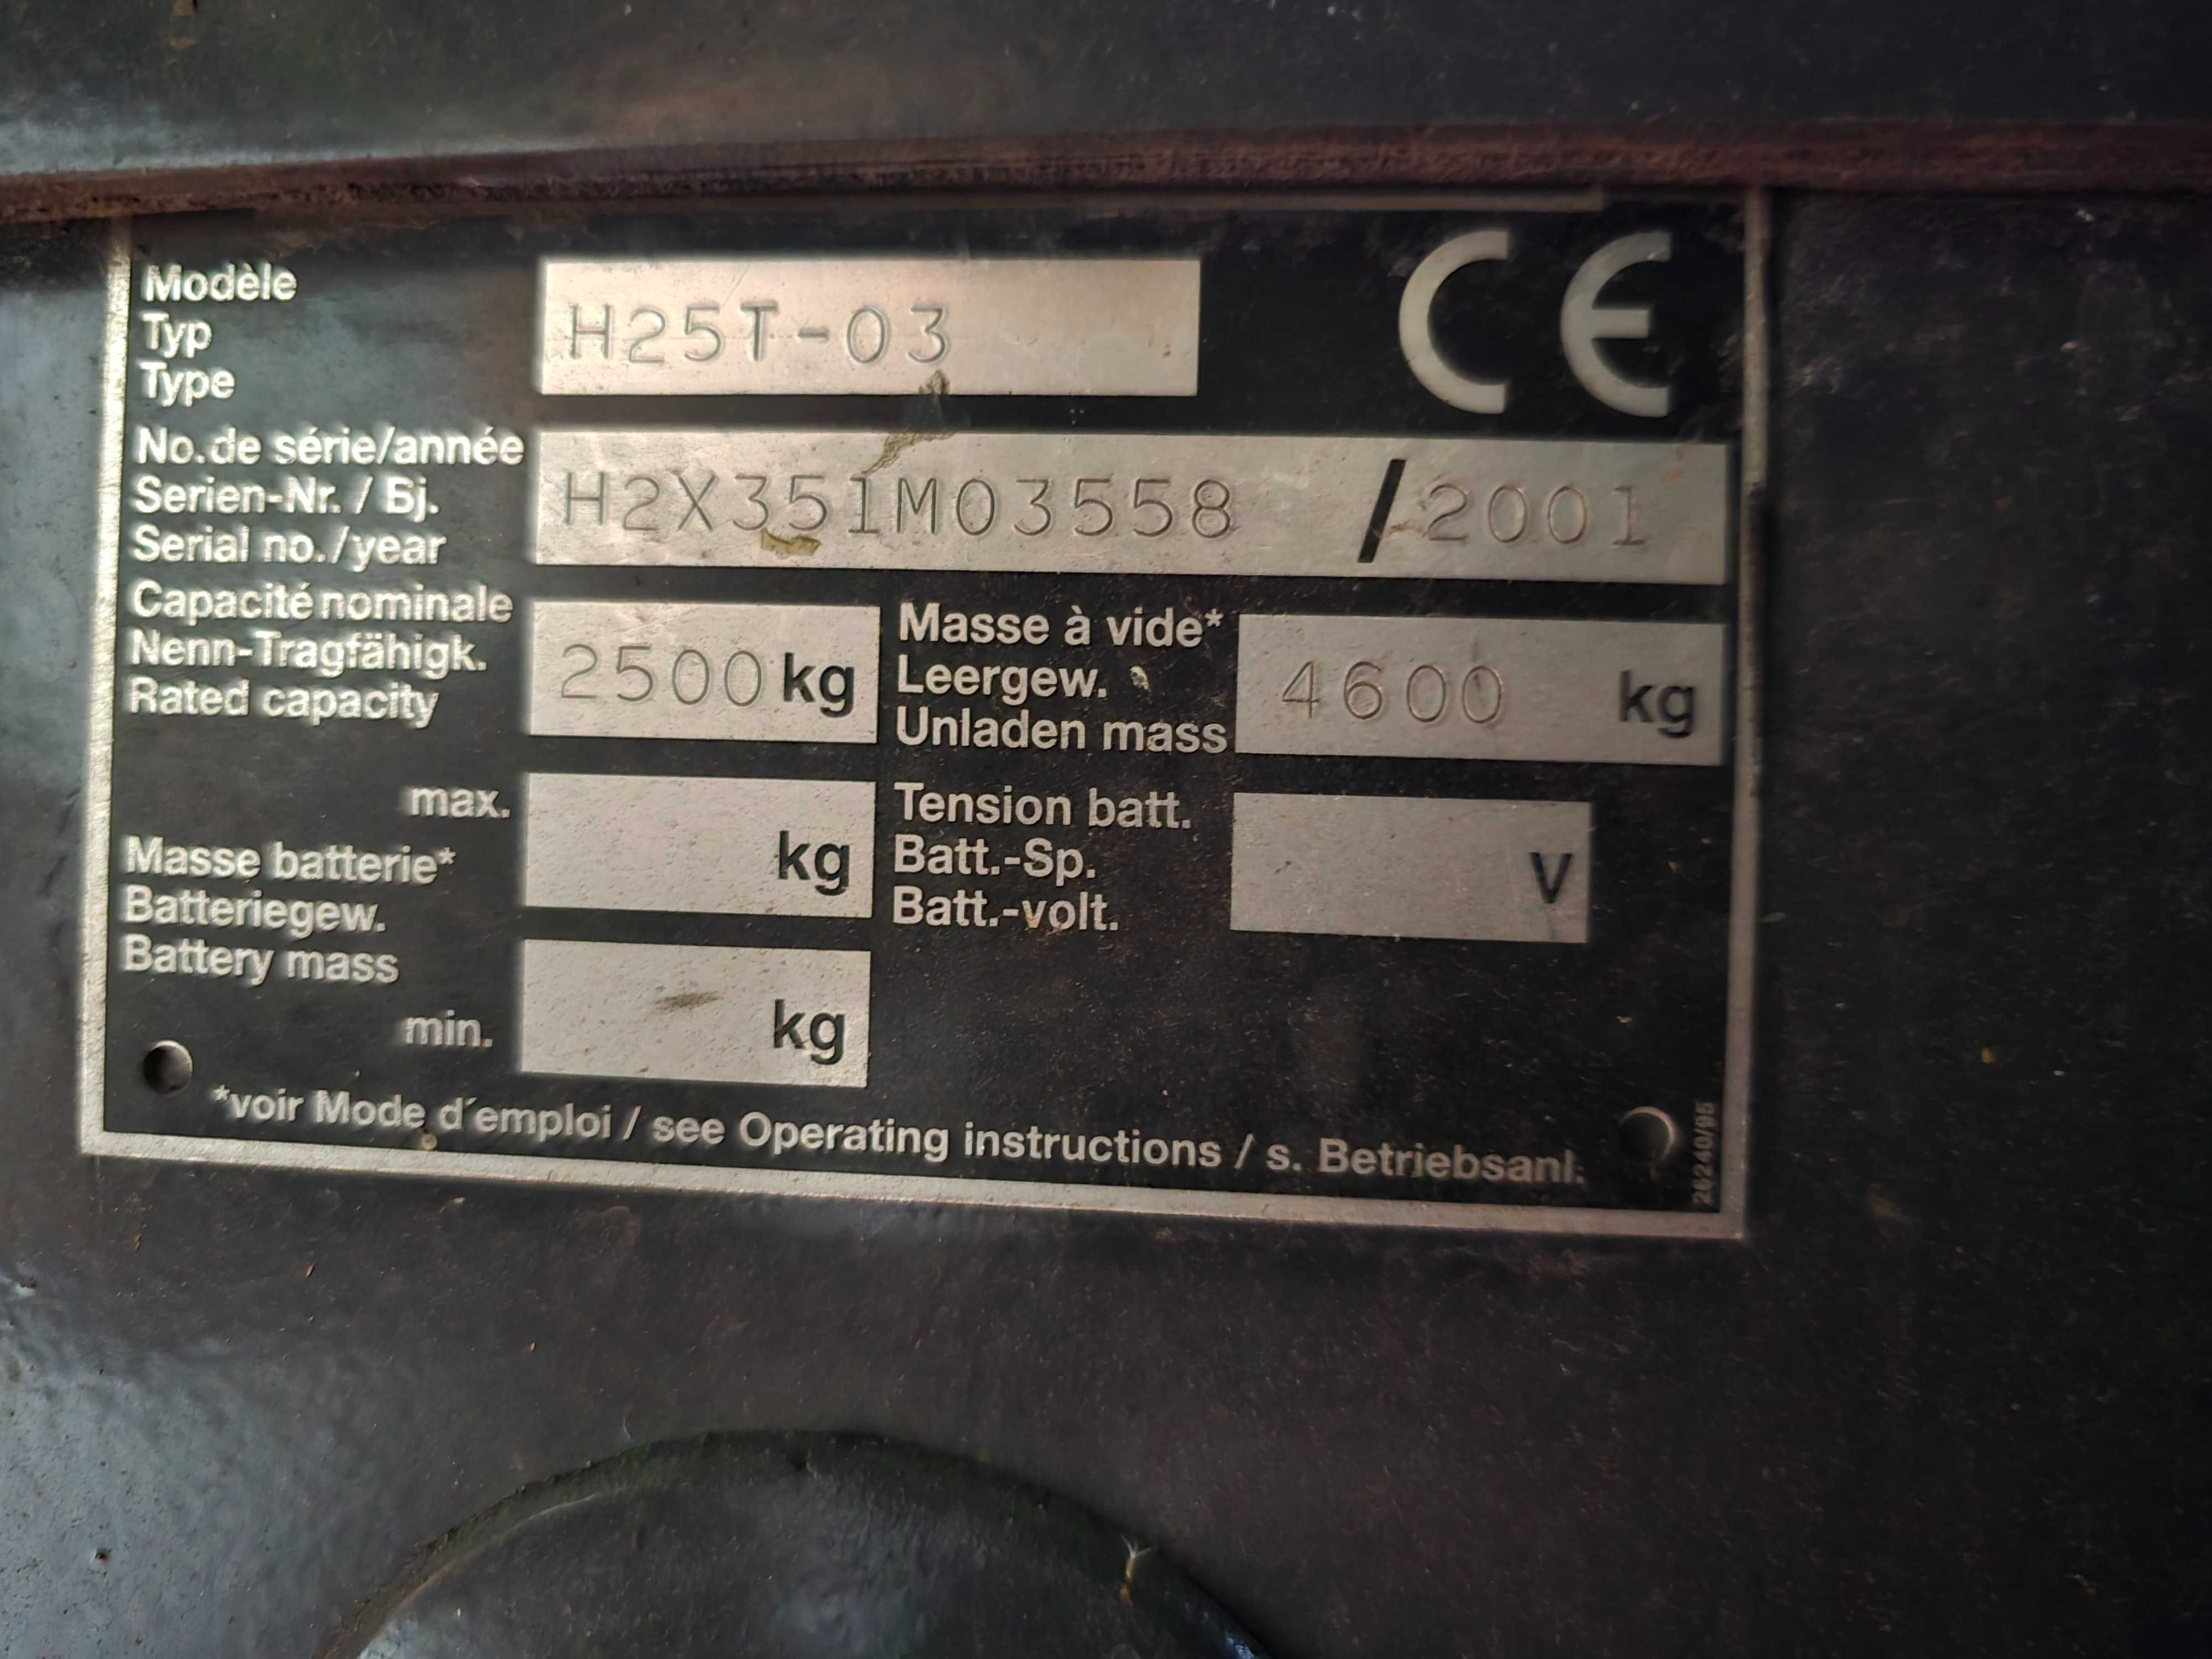 Modèle
Typ
Type
H25T-03
CE
No.de série/année
Serien-Nr. / Bj.
Serial no./year
H2X351M03558 / 2001
Capacité nominale
Nenn-Tragfähigk.
Rated capacity
2500 kg
Masse à vide*
Leergew.
Unladen mass
4600 kg
max.
kg
Masse batterie*
Batteriegew.
Battery mass
min.
kg
Tension batt.
Batt.-Sp.
Batt.-volt.
V
*voir Mode d'emploi / see Operating instructions / s. Betriebsanl.
26240/95